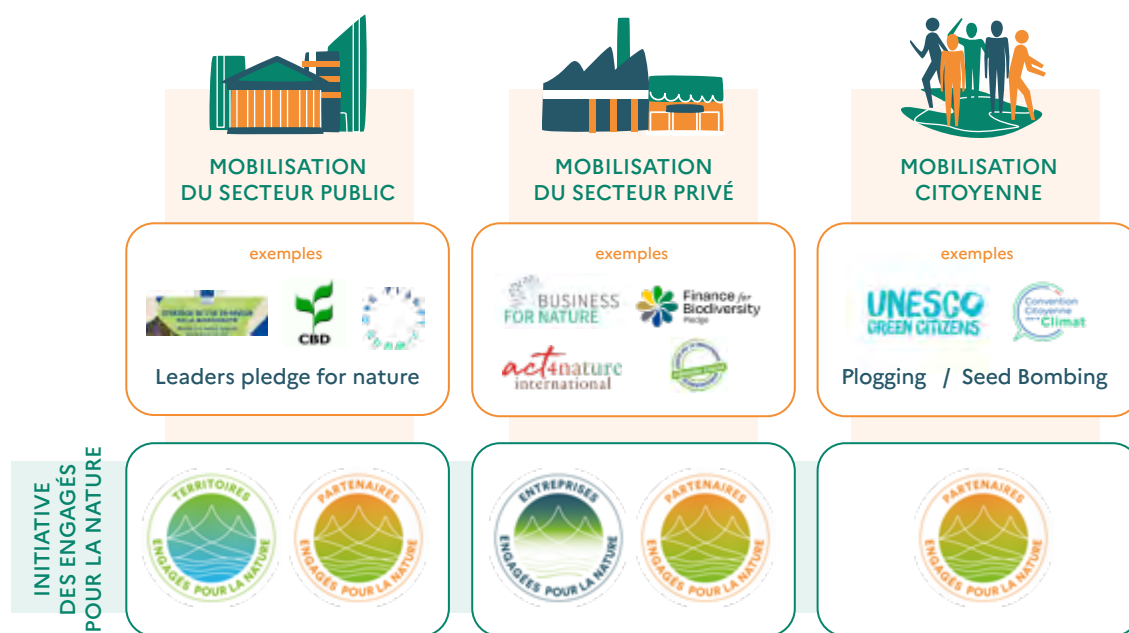 MOBILISATION
DU SECTEUR PUBLIC
MOBILISATION
DU SECTEUR PRIVÉ
MOBILISATION
CITOYENNE
exemples
CBD
Leaders pledge for nature
exemples
BUSINESS
FOR NATURE
Finance for
Biodiversity
Pledge
act4nature
international
exemples
UNESCO
GREEN CITIZENS
Convention
Citoyenne
Climat
Plogging / Seed Bombing
INITIATIVE
DES ENGAGÉS
POUR LA NATURE
TERRITOIRES
ENGAGÉS POUR LA NATURE
PARTENAIRES
ENGAGÉS POUR LA NATURE
ENTREPRISES
ENGAGÉES POUR LA NATURE
PARTENAIRES
ENGAGÉS POUR LA NATURE
PARTENAIRES
ENGAGÉS POUR LA NATURE